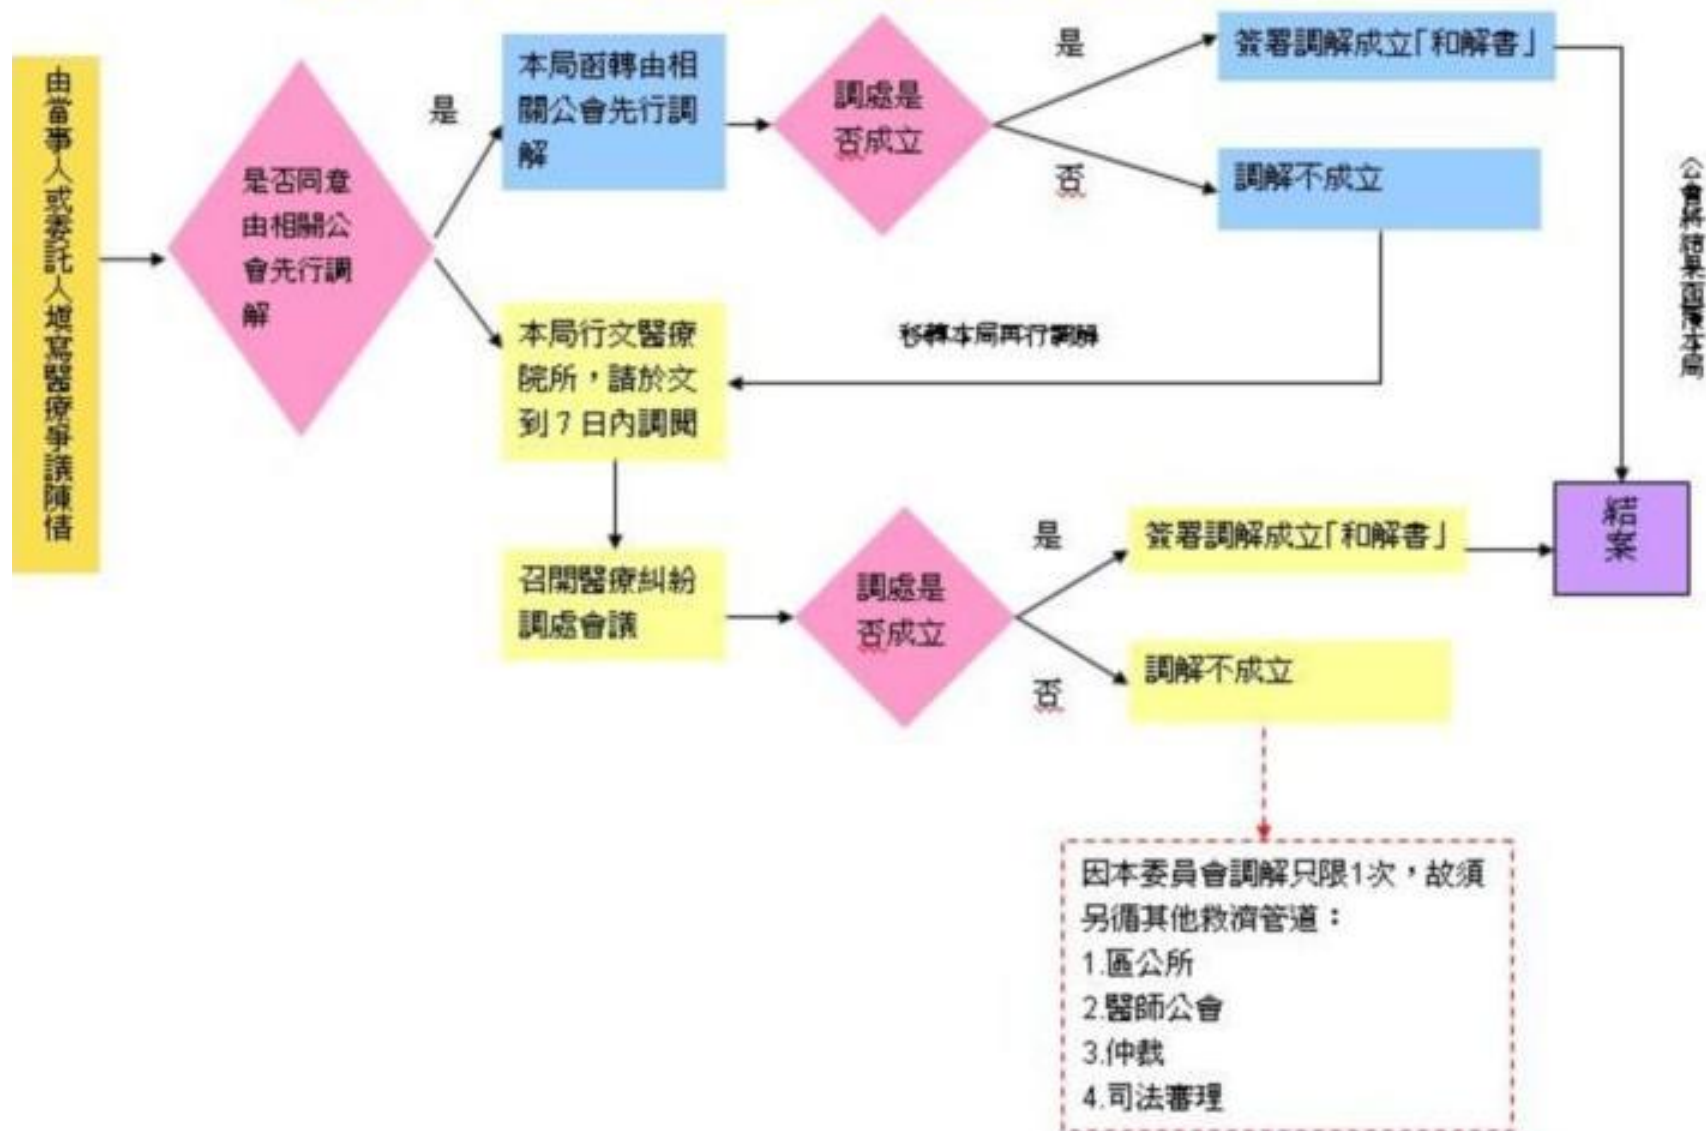 由當事人或委託人填寫醫療爭議陳情
是否同意
由相關公
會先行調
解
是
本局函轉由相
關公會先行調
解
調處是
否成立
是
簽署調解成立「和解書」
否
調解不成立
公會將結果函覆本局
移轉本局再行調解
本局行文醫療
院所，請於文
到7日內調閱
召開醫療糾紛
調處會議
調處是
否成立
是
簽署調解成立「和解書」
否
調解不成立
結案
因本委員會調解只限1次，故須
另循其他救濟管道：
1.區公所
2.醫師公會
3.仲裁
4.司法審理